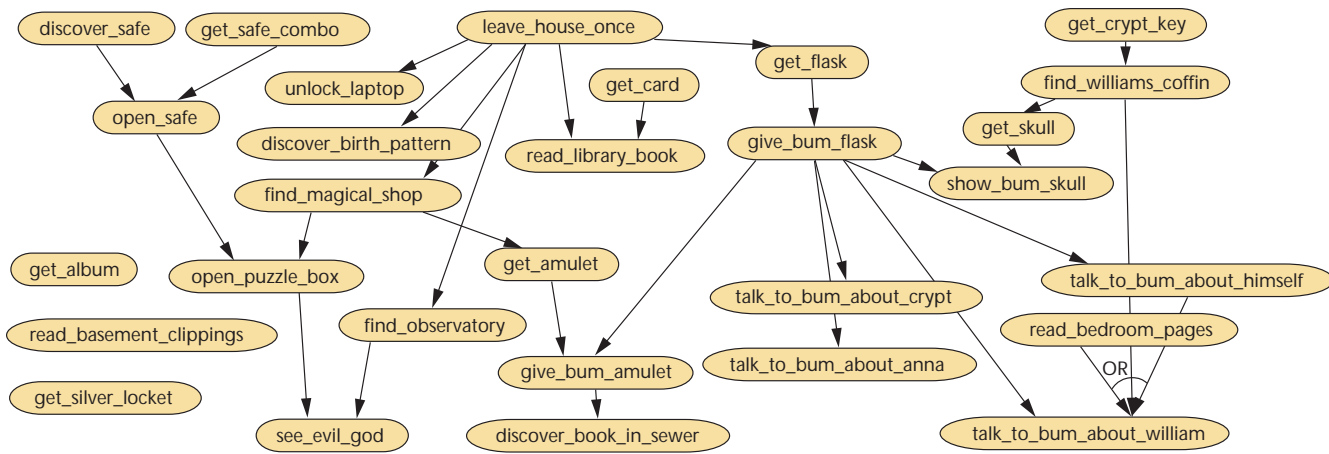 discover_safe
get_safe_combo
leave_house_once
get_crypt_key
get_flask
unlock_laptop
get_card
find_williams_coffin
open_safe
get_skull
discover_birth_pattern
read_library_book
give_bum_flask
show_bum_skull
find_magical_shop
get_album
open_puzzle_box
get_amulet
talk_to_bum_about_himself
talk_to_bum_about_crypt
read_basement_clippings
find_observatory
read_bedroom_pages
talk_to_bum_about_anna
give_bum_amulet
OR
get_silver_locket
see_evil_god
discover_book_in_sewer
talk_to_bum_about_william